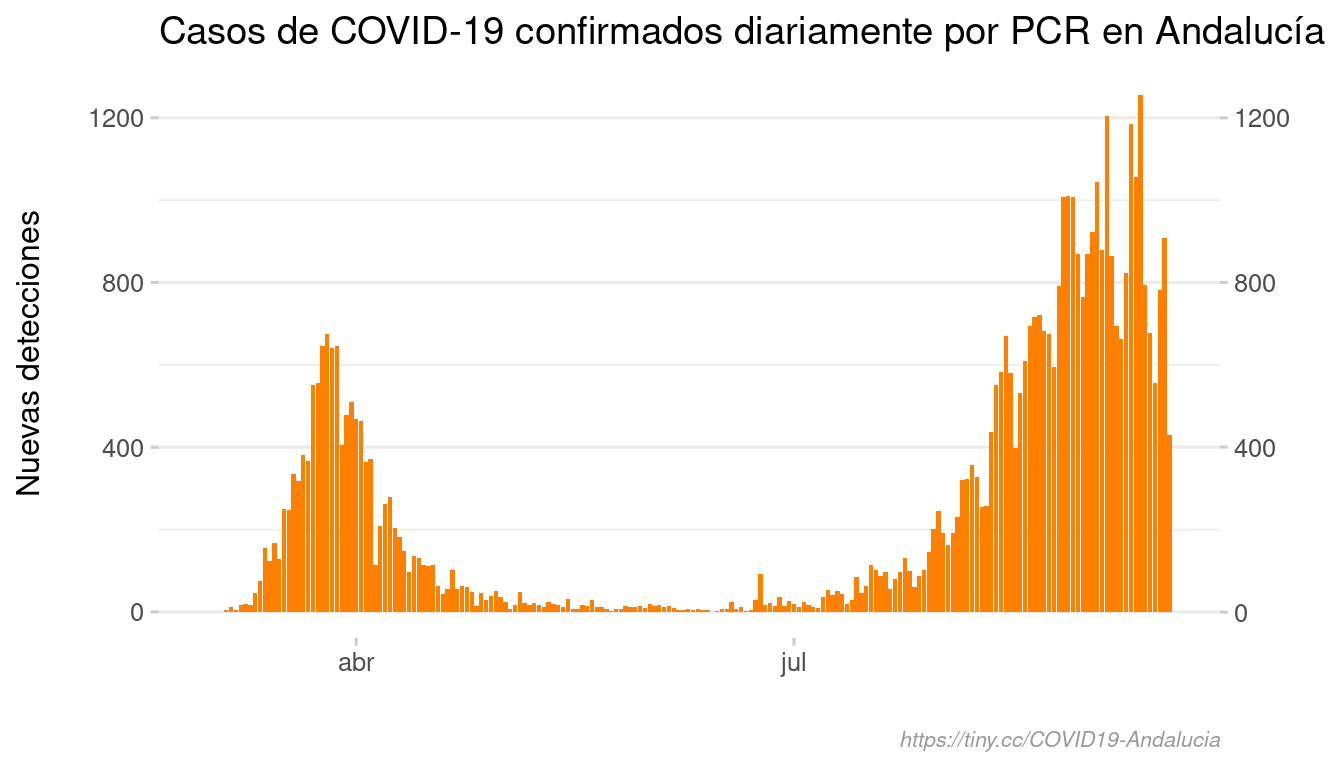 Casos de COVID-19 confirmados diariamente por PCR en Andalucía
Nuevas detecciones
1200
800
400
0
1200
800
400
0
abr
jul
https://tiny.cc/COVID19-Andalucia